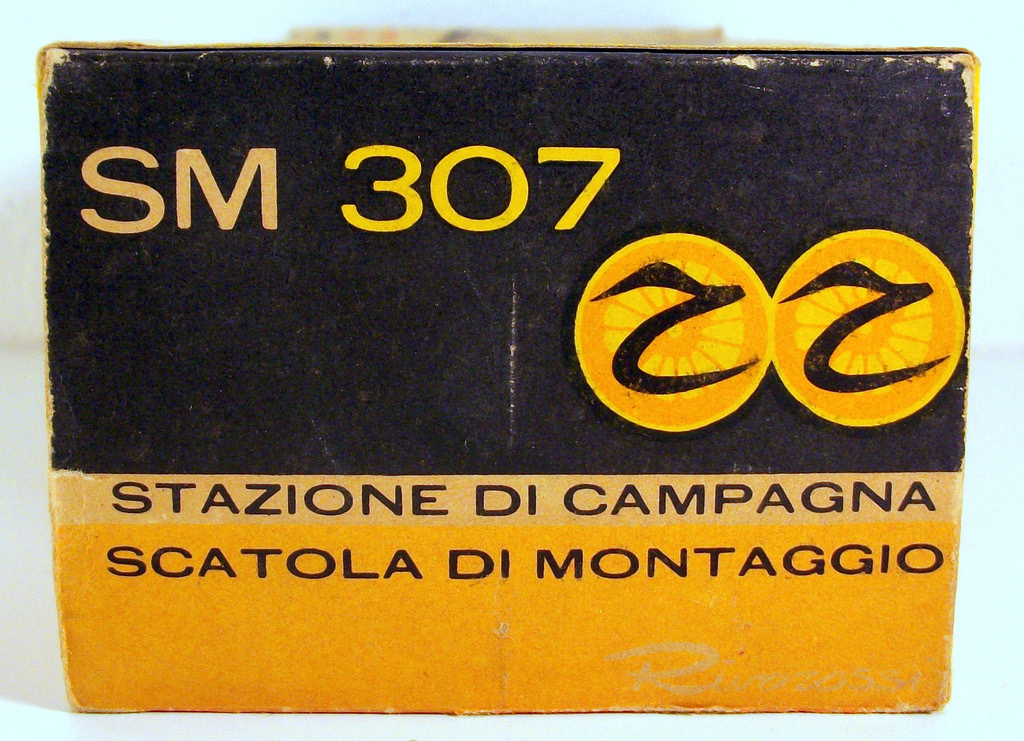 SM 307
STAZIONE DI CAMPAGNA
SCATOLA DI MONTAGGIO
Rivarossi